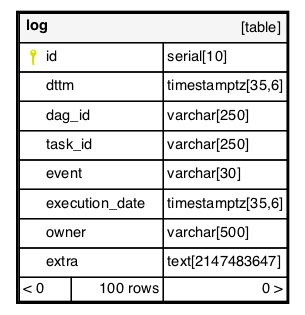 log [table]
id serial[10]
dttm timestamptz[35,6]
dag_id varchar[250]
task_id varchar[250]
event varchar[30]
execution_date timestamptz[35,6]
owner varchar[500]
extra text[2147483647]
< 0 100 rows 0 >